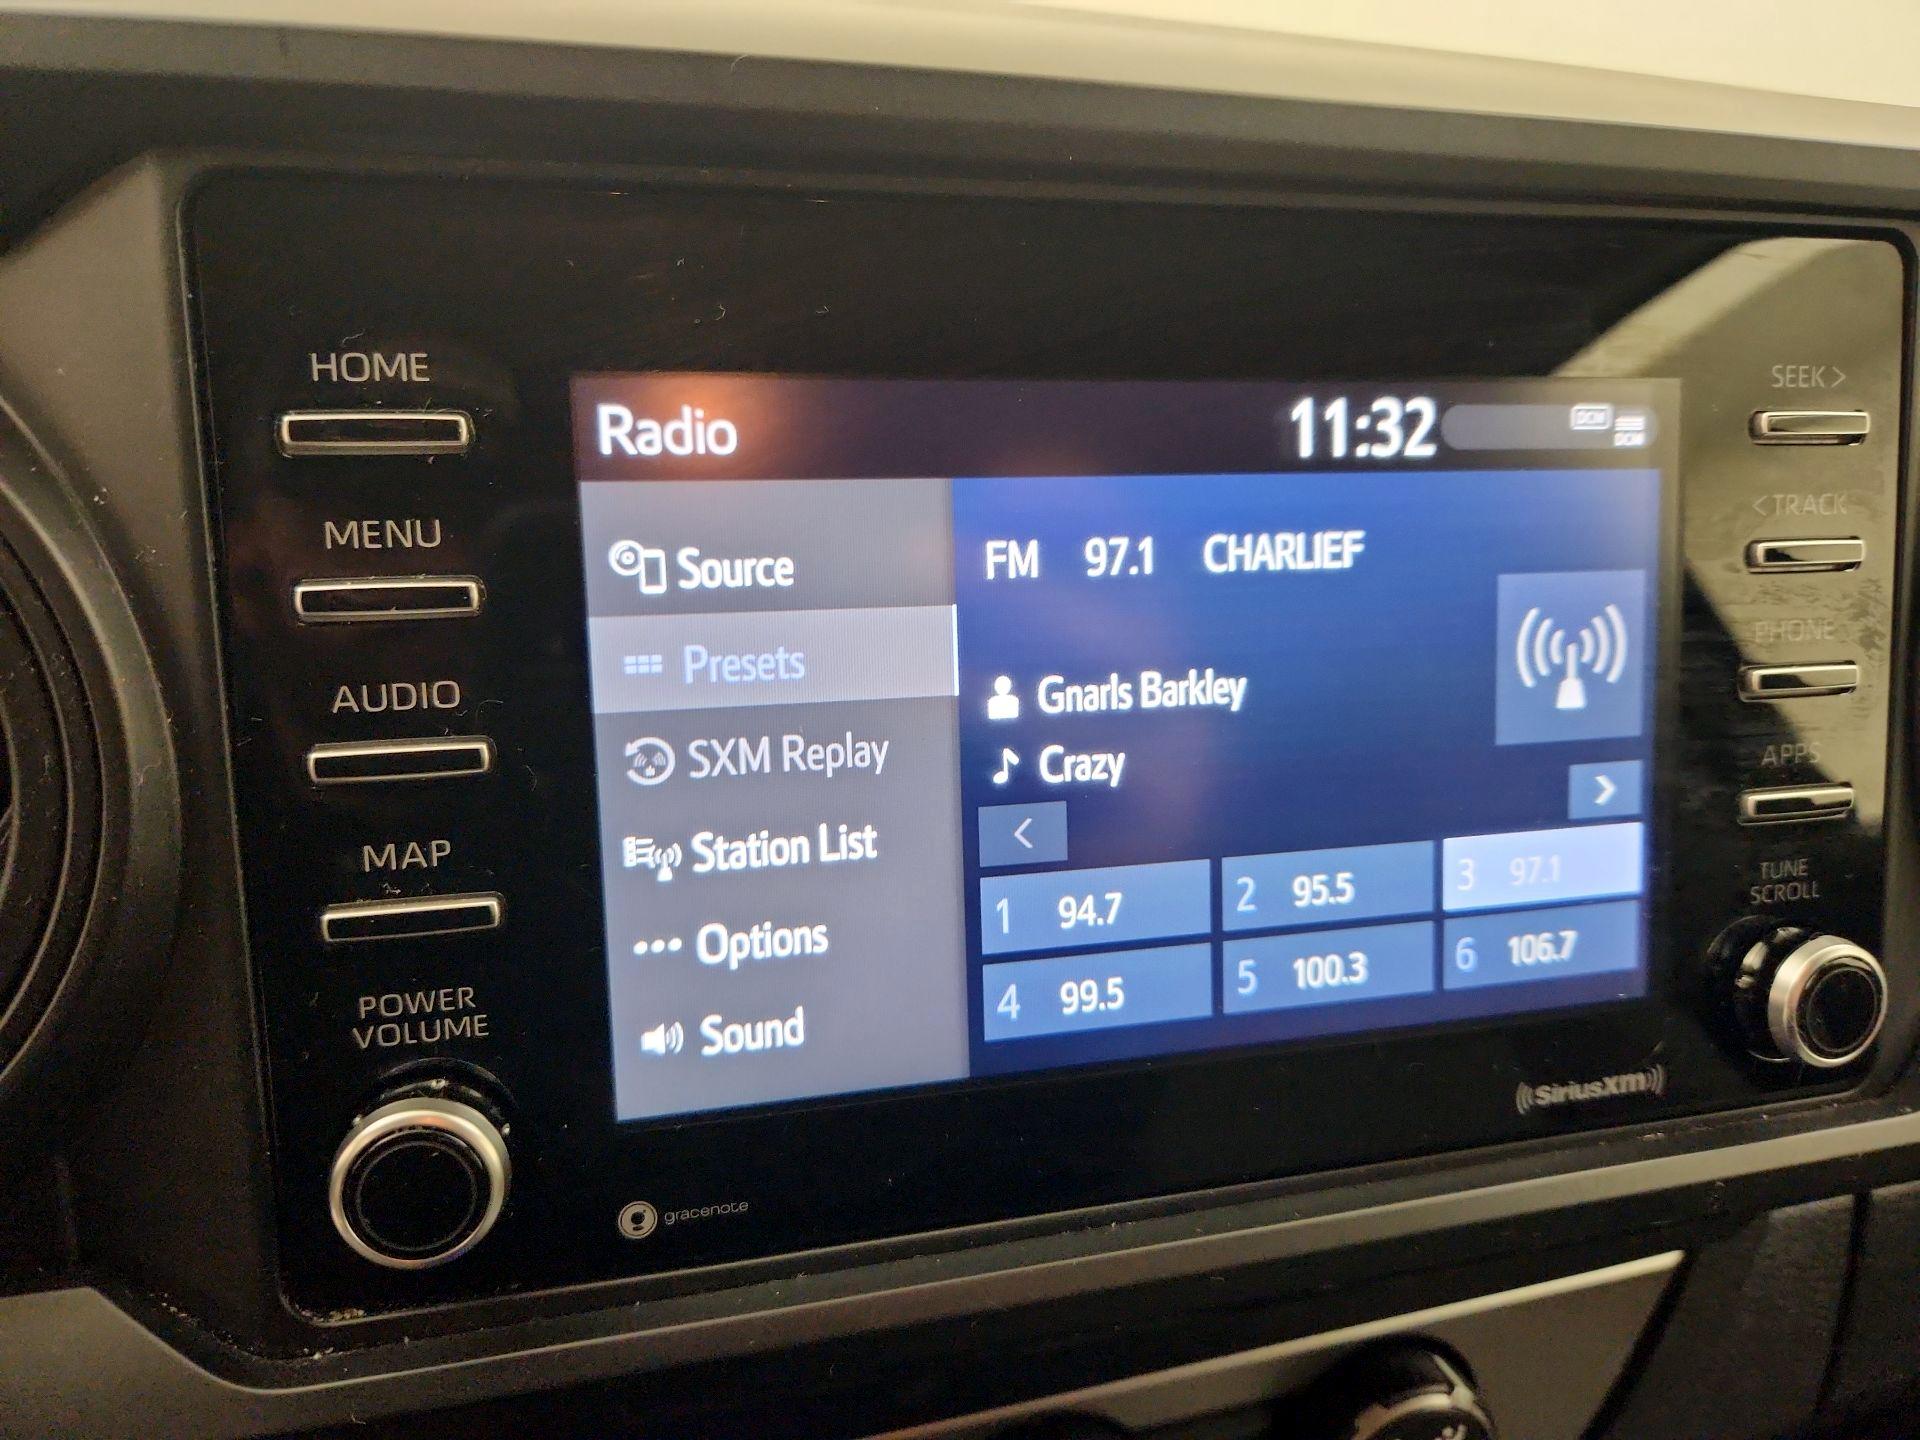 HOME
MENU
AUDIO
MAP
POWER
VOLUME
Radio
11:32
DCM
DCM
Source
Presets
SXM Replay
Station List
Options
Sound
FM 97.1 CHARLIEF
Gnarls Barkley
Crazy
<
>
1 94.7
2 95.5
3 97.1
4 99.5
5 100.3
6 106.7
SEEK >
< TRACK
PHONE
APPS
TUNE
SCROLL
((SiriusXM))
g gracenote